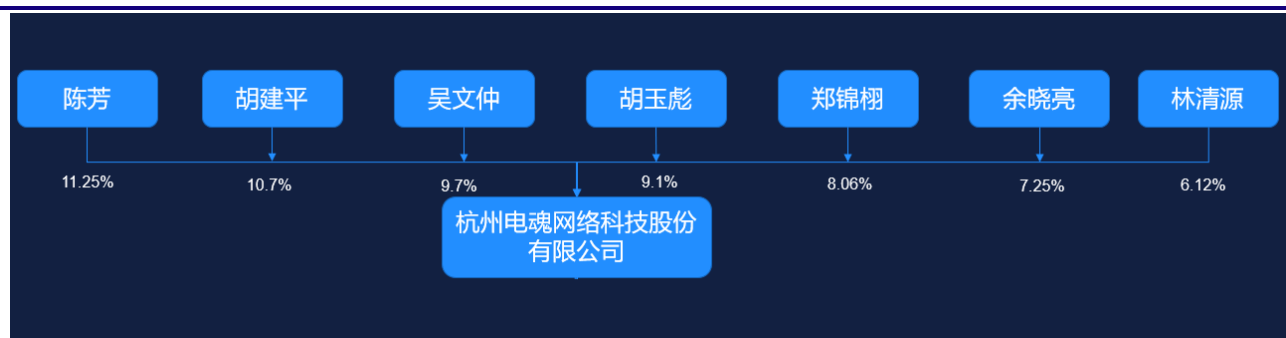 陈芳
胡建平
吴文仲
胡玉彪
郑锦栩
余晓亮
林清源
11.25%
10.7%
9.7%
9.1%
8.06%
7.25%
6.12%
杭州电魂网络科技股份
有限公司